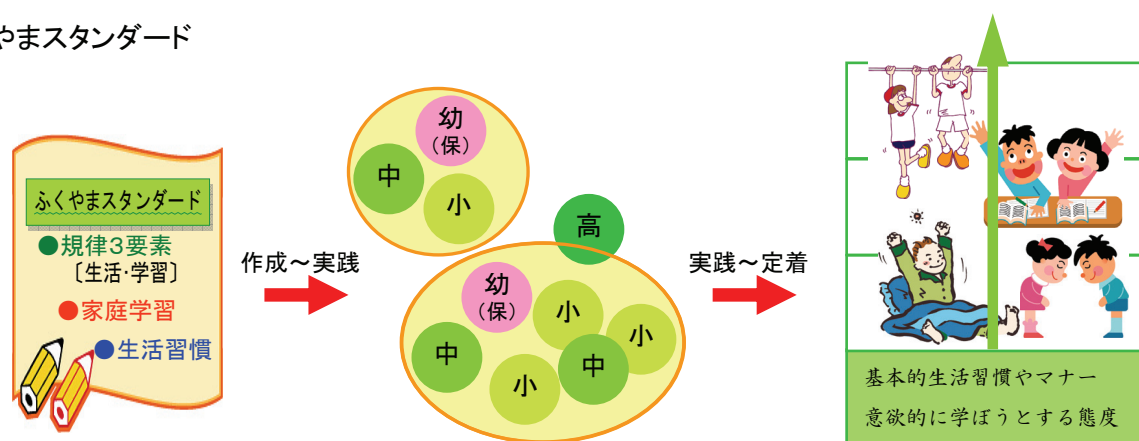 やまスタンダード
ふくやまスタンダード
●規律3要素
〔生活・学習〕
●家庭学習
●生活習慣
作成～実践
幼
（保）
中
小
高
幼
（保）
小
小
中
中
小
実践～定着
基本的生活習慣やマナー
意欲的に学ぼうとする態度